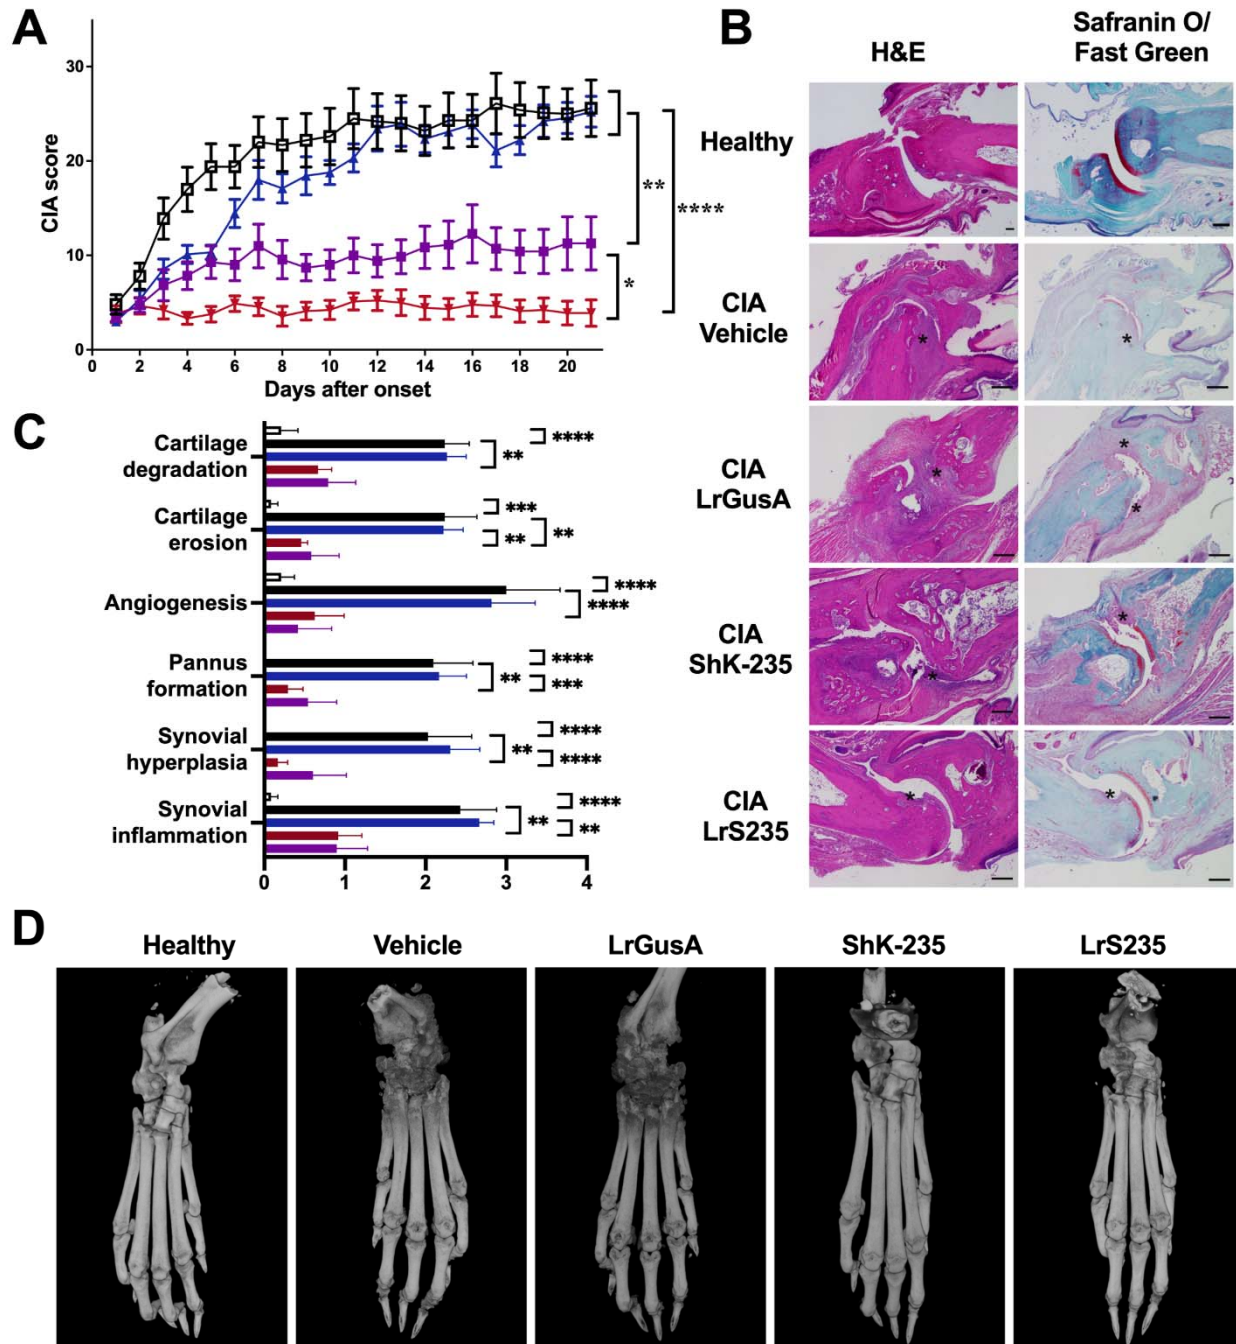 A
30
20
10
0
CIA score
0 2 4 6 8 10 12 14 16 18 20
Days after onset
**
****
*
B
H&E
Safranin O/
Fast Green
Healthy
CIA
Vehicle
*
*
CIA
LrGusA
*
*
*
CIA
ShK-235
*
*
CIA
LrS235
*
*
C
Cartilage
degradation
****
**
Cartilage
erosion
***
**
**
Angiogenesis
****
****
Pannus
formation
****
**
***
Synovial
hyperplasia
****
**
****
Synovial
inflammation
****
**
**
0 1 2 3 4
D
Healthy
Vehicle
LrGusA
ShK-235
LrS235